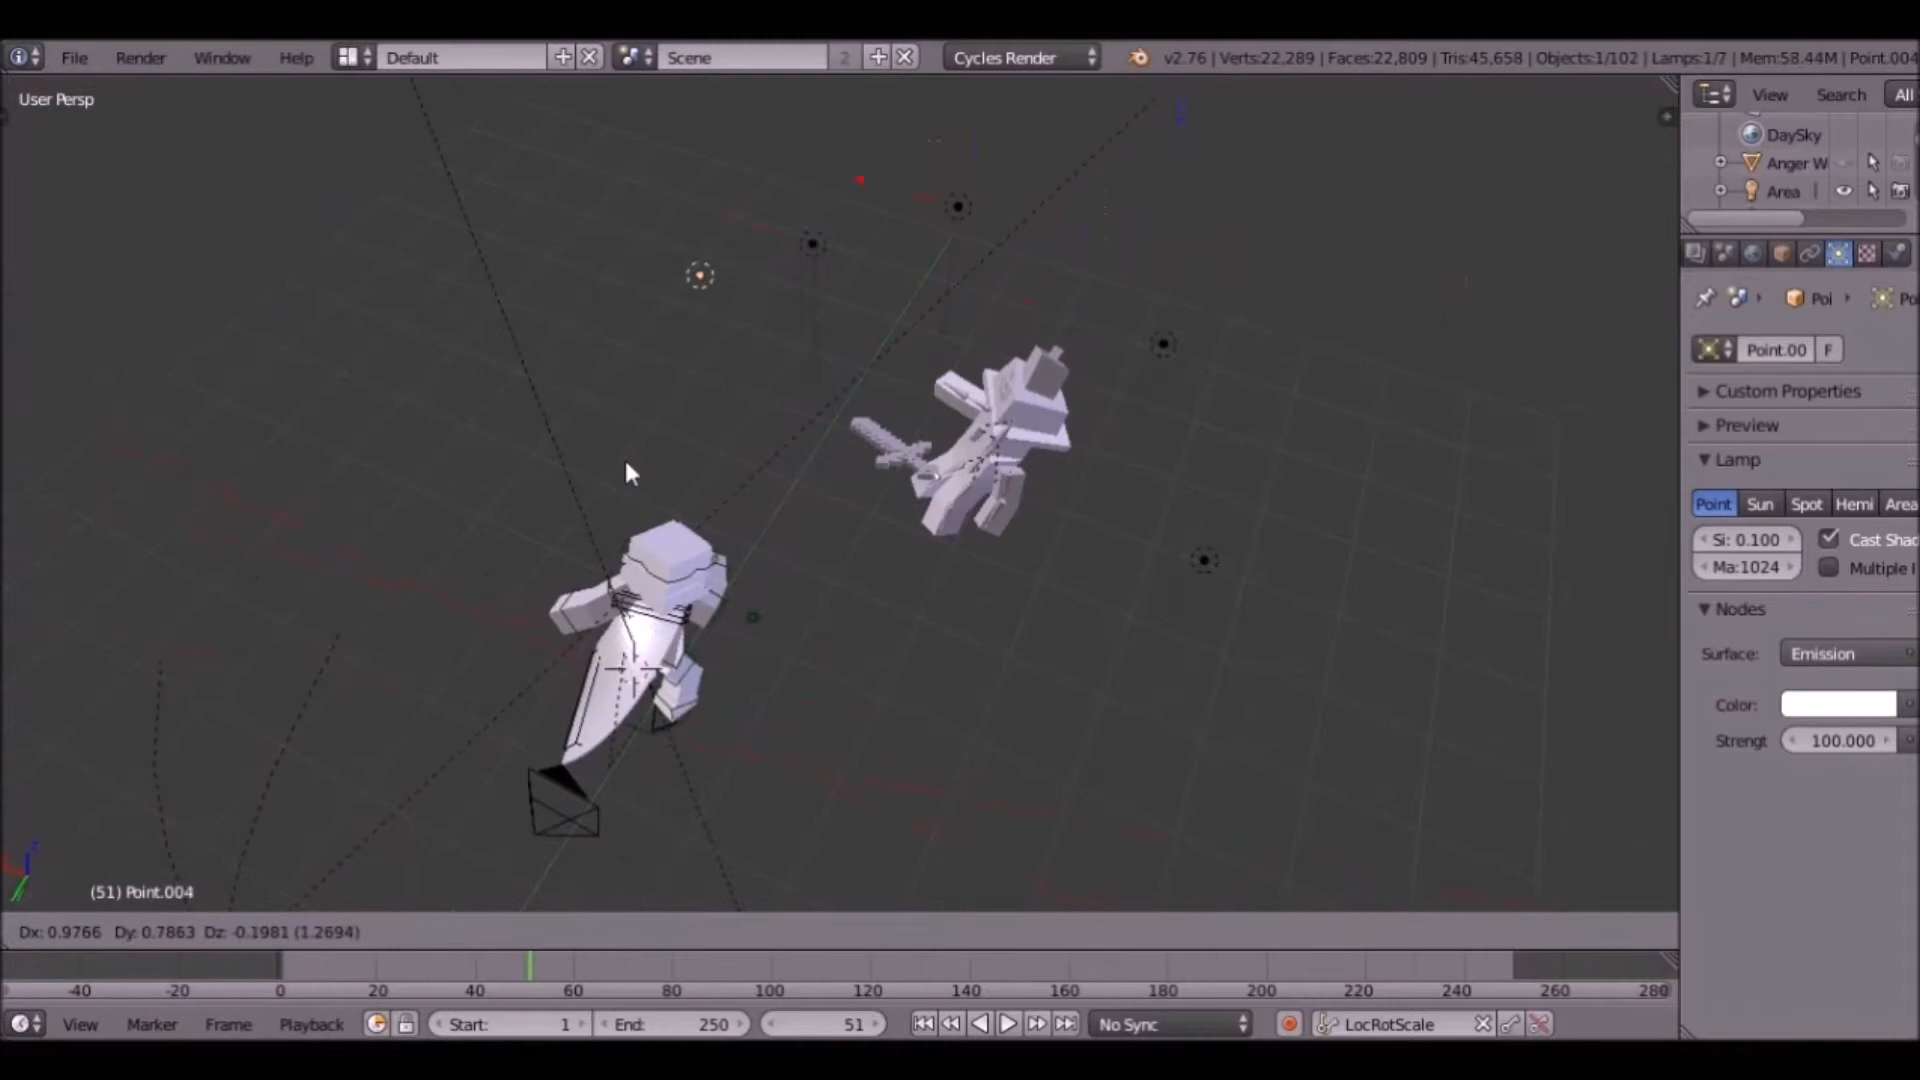 File Render Window Help Default Scene 2 Cycles Render v2.76 | Verts:22,289 | Faces:22,809 | Tris:45,658 | Objects:1/102 | Lamps:1/7 | Mem:58.44M | Point.004
User Persp
View Search All
DaySky
Anger W
Area
Poi Po
Point.00 F
Custom Properties
Preview
Lamp
Point Sun Spot Hemi Area
Si: 0.100 Cast Shac
Ma:1024 Multiple I
Nodes
Surface: Emission
Color:
Strengt 100.000
(51) Point.004
Dx: 0.9766 Dy: 0.7863 Dz: -0.1981 (1.2694)
-40 -20 0 20 40 60 80 100 120 140 160 180 200 220 240 260 280
View Marker Frame Playback Start: 1 End: 250 51 No Sync LocRotScale